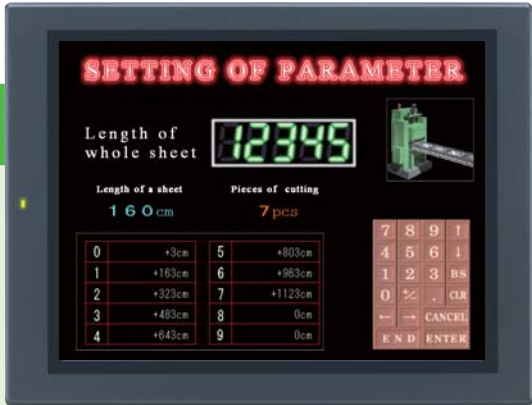 SETTING OF PARAMETER
Length of
whole sheet
12345
Length of a sheet
Pieces of cutting
160cm
7pcs
0 +3cm 5 +803cm
1 +163cm 6 +963cm
2 +323cm 7 +1123cm
3 +483cm 8 0cm
4 +643cm 9 0cm
7 8 9 ↑
4 5 6 ↓
1 2 3 BS
0 +/- . CLR
← → CANCEL
END ENTER